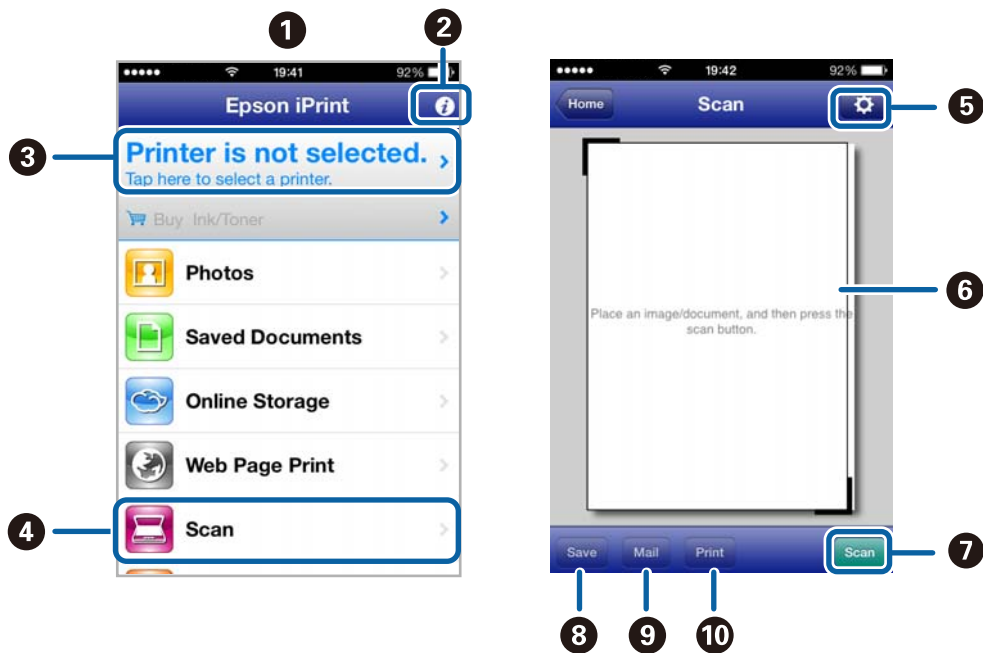 1
2
19:41
92%
Epson iPrint
3
Printer is not selected.
Tap here to select a printer.
Buy Ink/Toner
Photos
Saved Documents
Online Storage
Web Page Print
4
Scan
19:42
92%
Home
Scan
5
6
Place an image/document, and then press the
scan button.
Save
Mail
Print
Scan
7
8
9
10